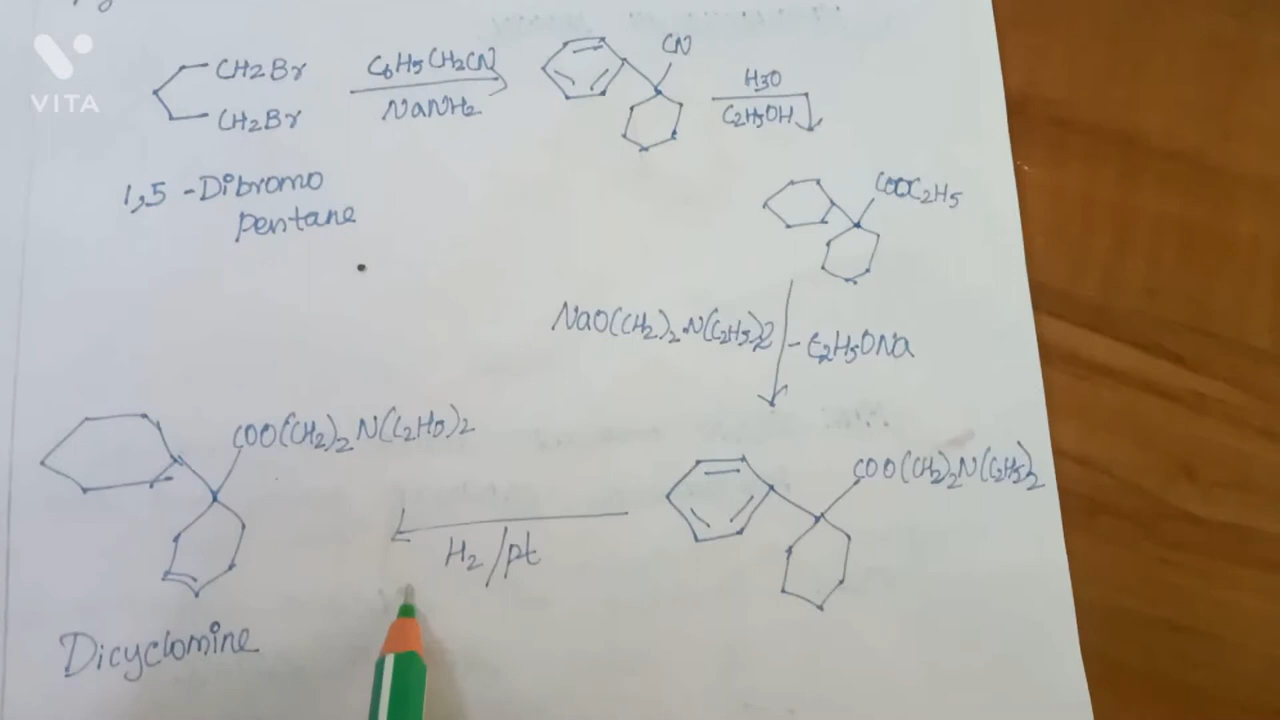 VITA
CH2Br
CH2Br
C6H5CH2CN
NaNH2
CN
H3O
C2H5OH
1,5 -Dibromo
pentane
COOC2H5
NaO(CH2)2N(C2H5)2
- C2H5ONa
COO(CH2)2N(C2H5)2
COO(CH2)2N(C2H5)2
H2/pt
Dicyclomine